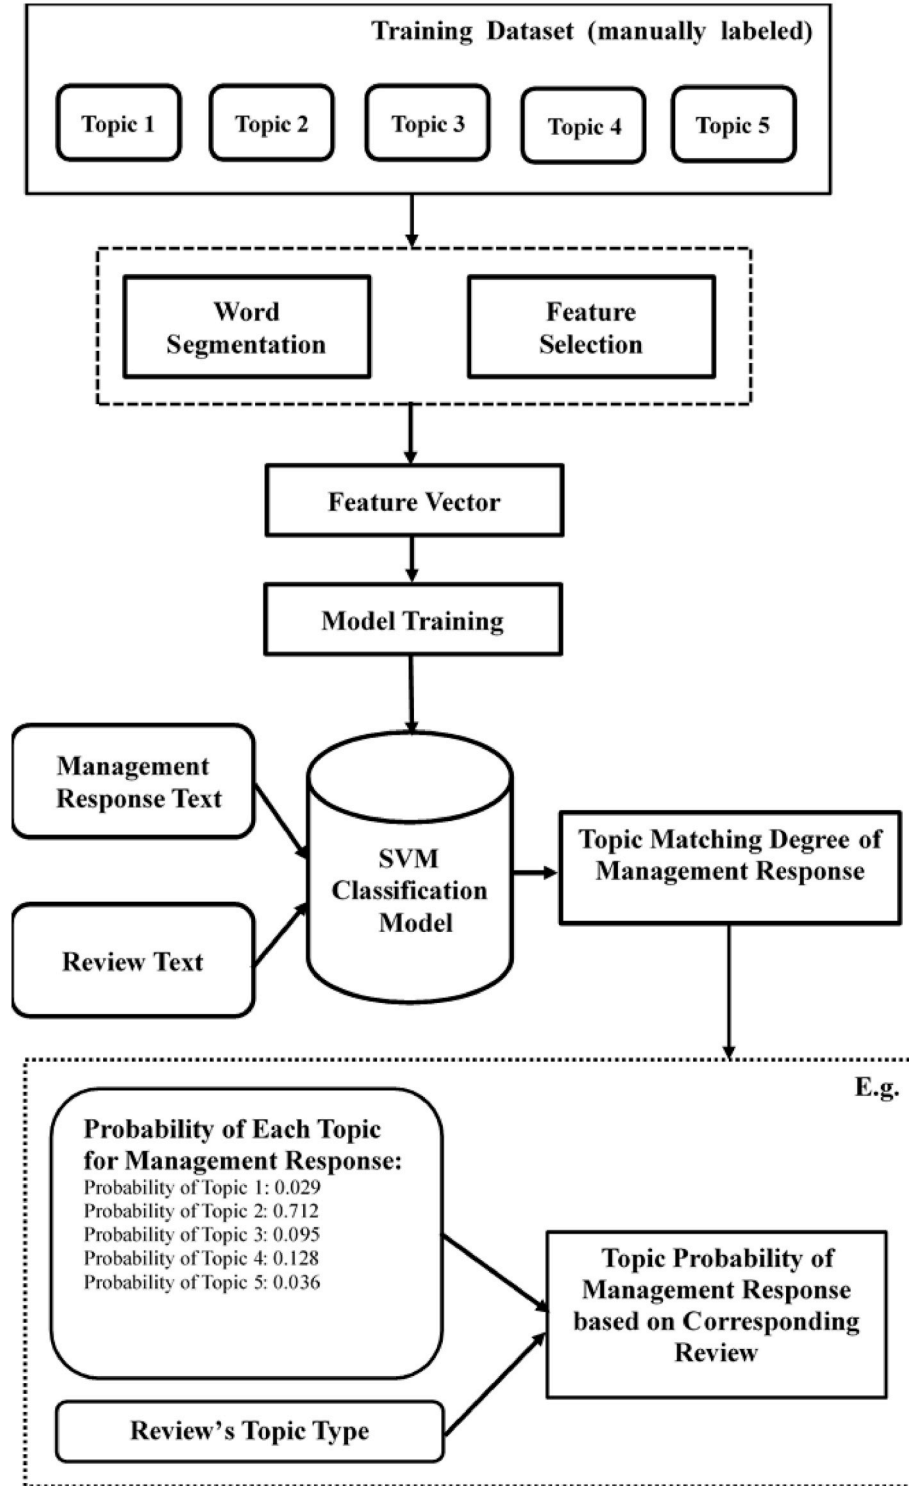 Training Dataset (manually labeled)
Topic 1
Topic 2
Topic 3
Topic 4
Topic 5
Word
Segmentation
Feature
Selection
Feature Vector
Model Training
Management
Response Text
Review Text
SVM
Classification
Model
Topic Matching Degree of
Management Response
E.g.
Probability of Each Topic
for Management Response:
Probability of Topic 1: 0.029
Probability of Topic 2: 0.712
Probability of Topic 3: 0.095
Probability of Topic 4: 0.128
Probability of Topic 5: 0.036
Topic Probability of
Management Response
based on Corresponding
Review
Review’s Topic Type